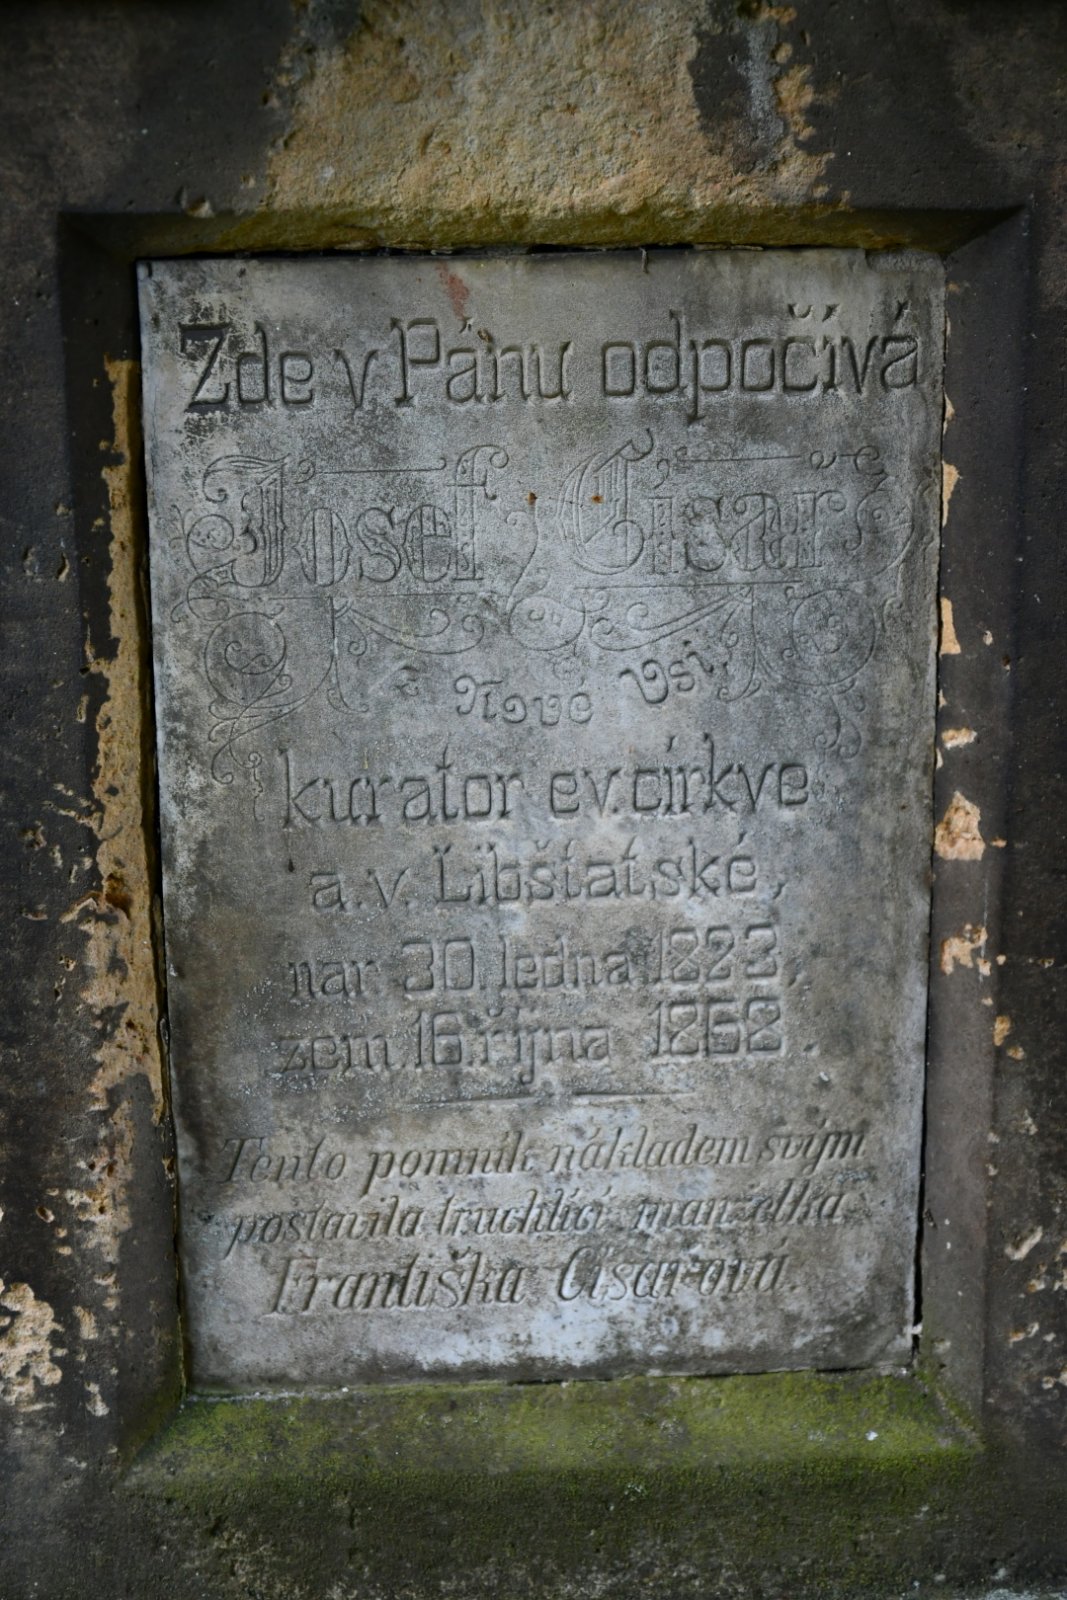 Zde v Pánu odpočívá
Josef Císař
z Nové Vsi,
kurator ev. církve
a. v. Libštatské,
nar. 30. ledna 1823,
zem. 16. října 1868.
Tento pomník nákladem svým
postavila truchlící manželka
Františka Císařová.